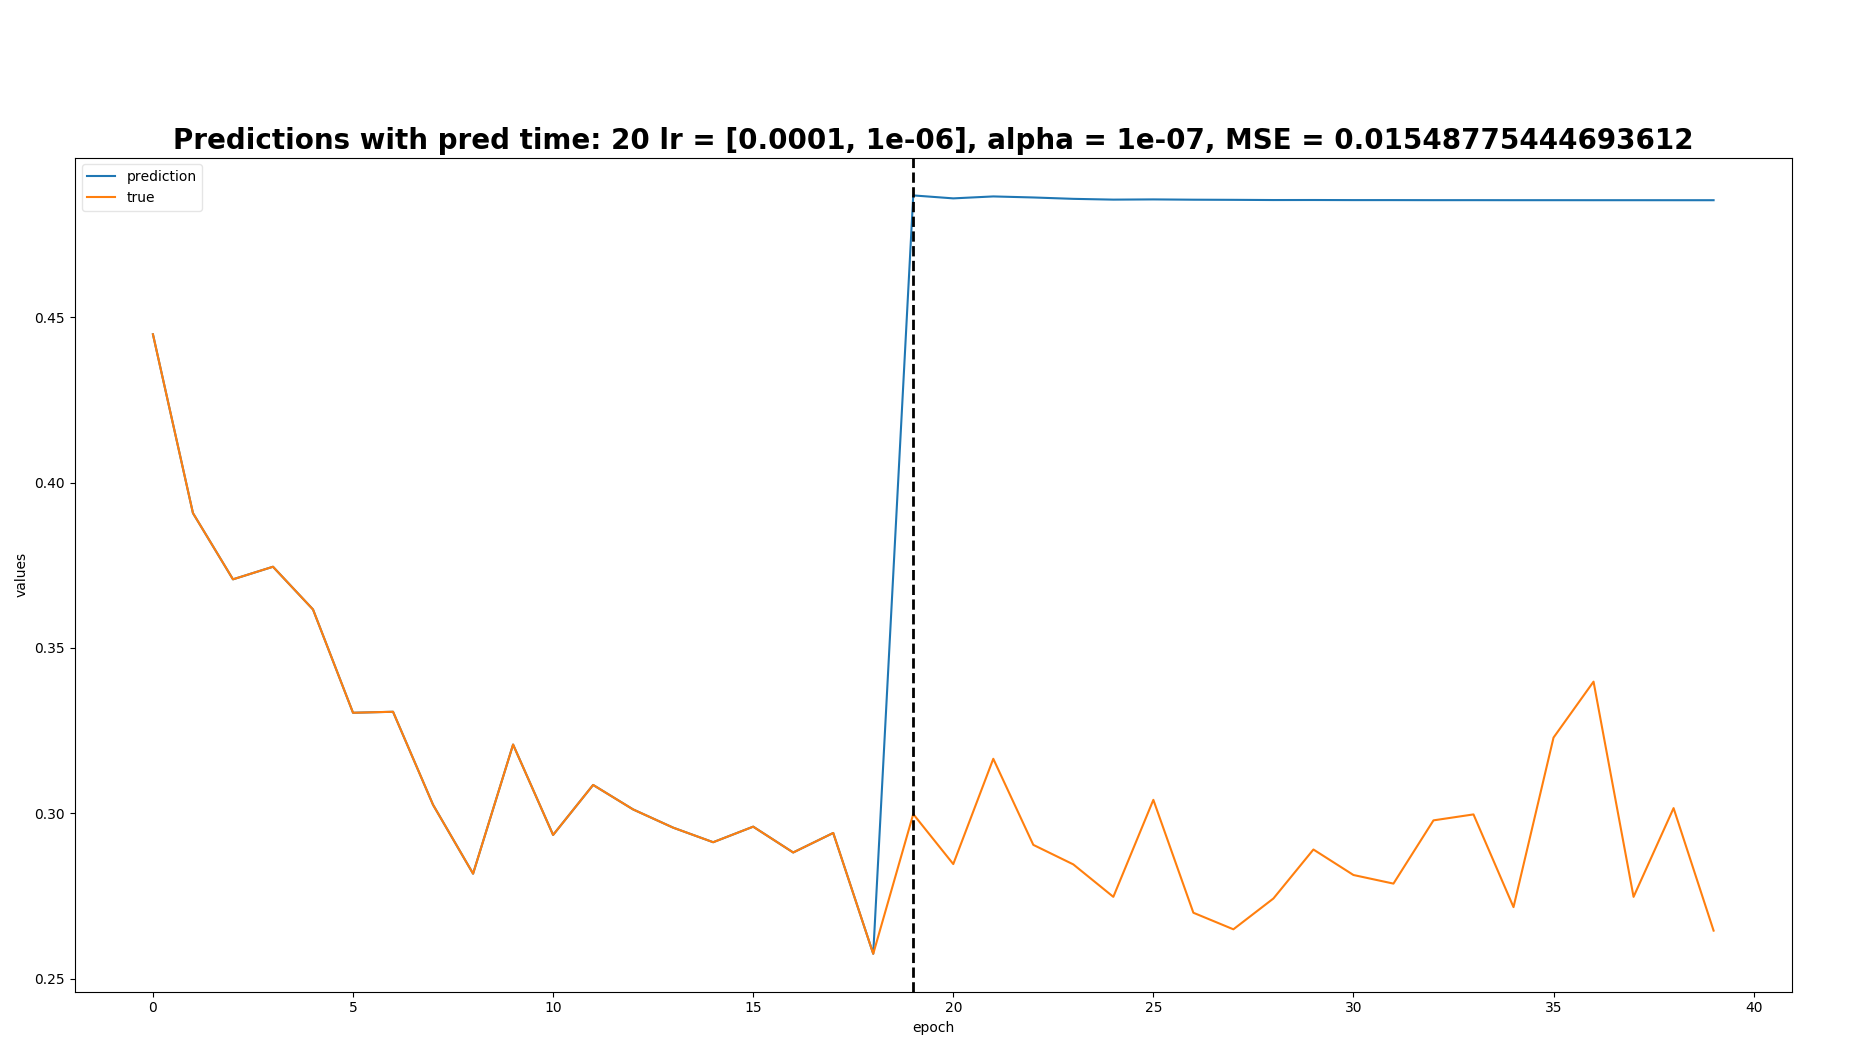 Predictions with pred time: 20 lr = [0.0001, 1e-06], alpha = 1e-07, MSE = 0.01548775444693612
prediction
true
0.45
0.40
0.35
0.30
0.25
values
0 5 10 15 20 25 30 35 40
epoch